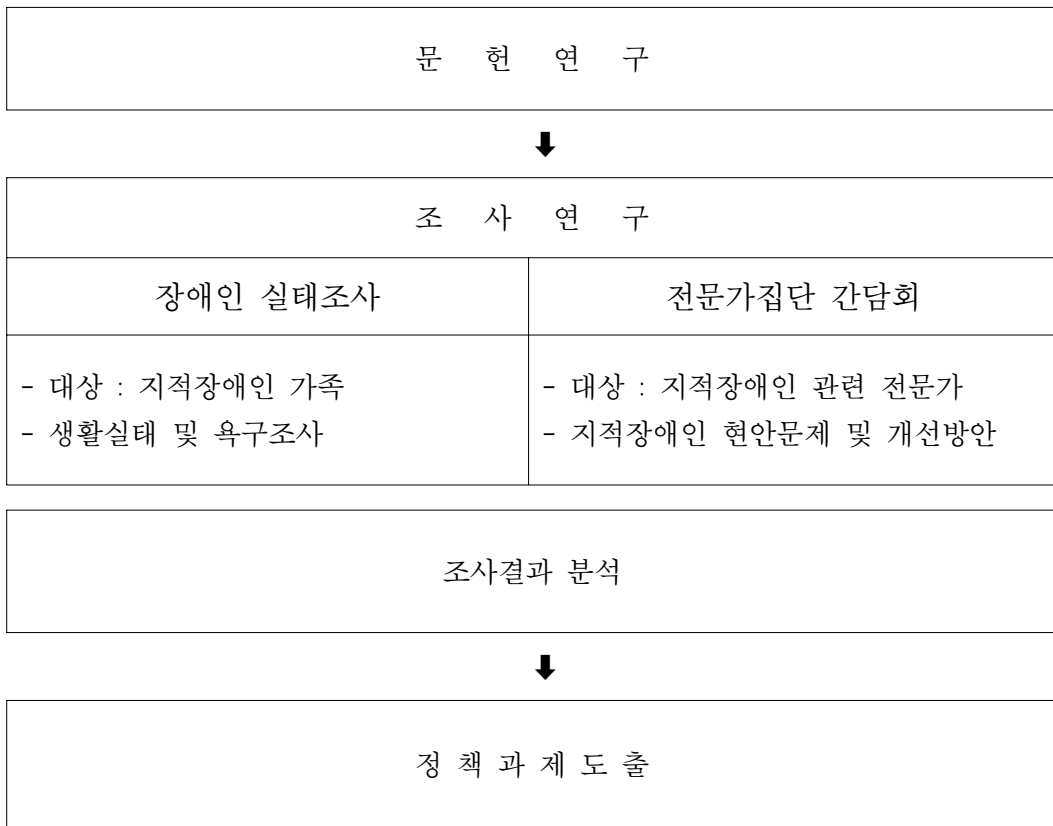 문 헌 연 구
⬇
조 사 연 구
장애인 실태조사
전문가집단 간담회
- 대상 : 지적장애인 가족
- 생활실태 및 욕구조사
- 대상 : 지적장애인 관련 전문가
- 지적장애인 현안문제 및 개선방안
조사결과 분석
⬇
정 책 과 제 도 출